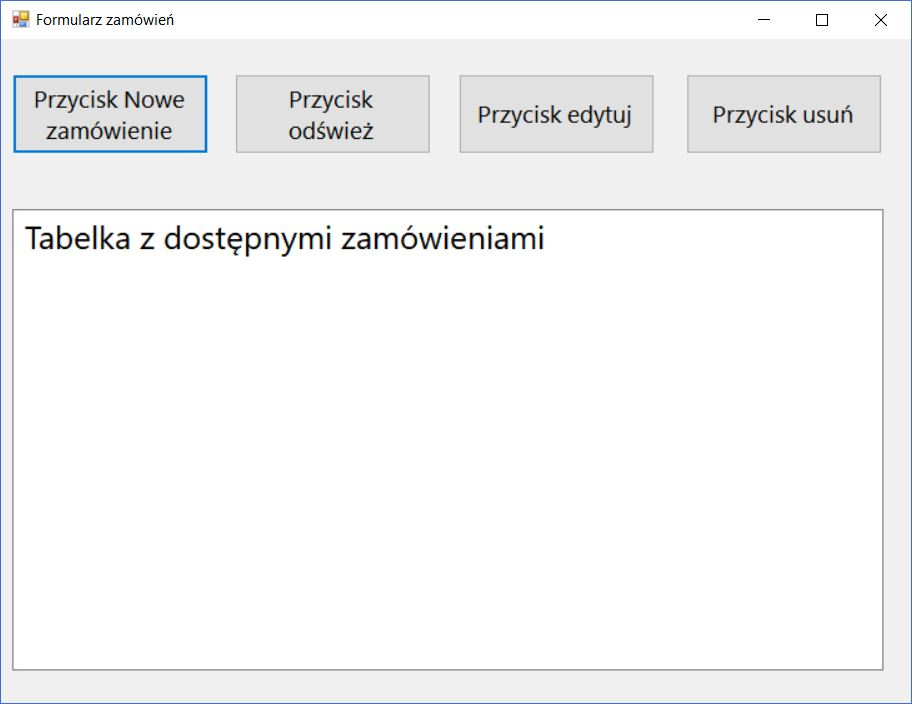 Formularz zamówień
Przycisk Nowe
zamówienie
Przycisk
odśwież
Przycisk edytuj
Przycisk usuń
Tabelka z dostępnymi zamówieniami